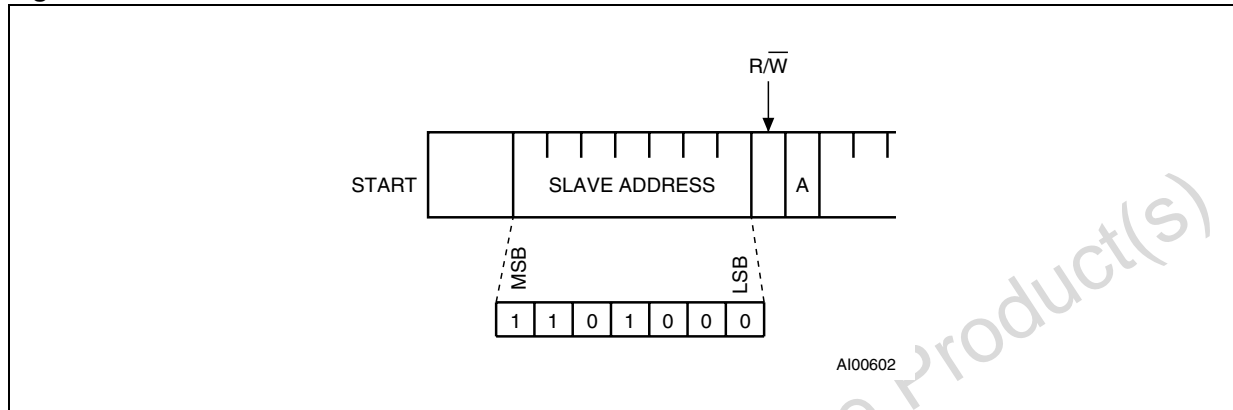 R/W̅
START
SLAVE ADDRESS
A
MSB
LSB
1 1 0 1 0 0 0
AI00602
Product(s)